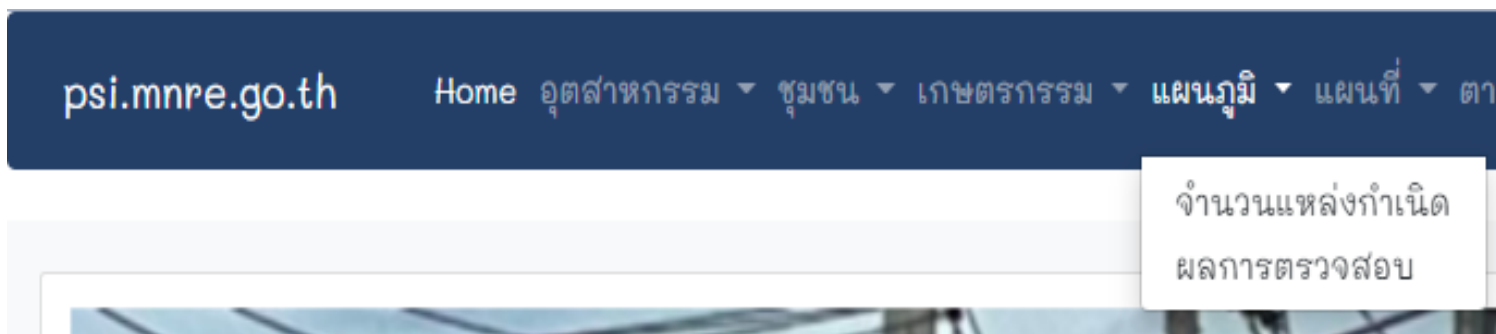 psi.mnre.go.th Home อุตสาหกรรม ชุมชน เกษตรกรรม แผนภูมิ แผนที่
จำนวนแหล่งกำเนิด
ผลการตรวจสอบ